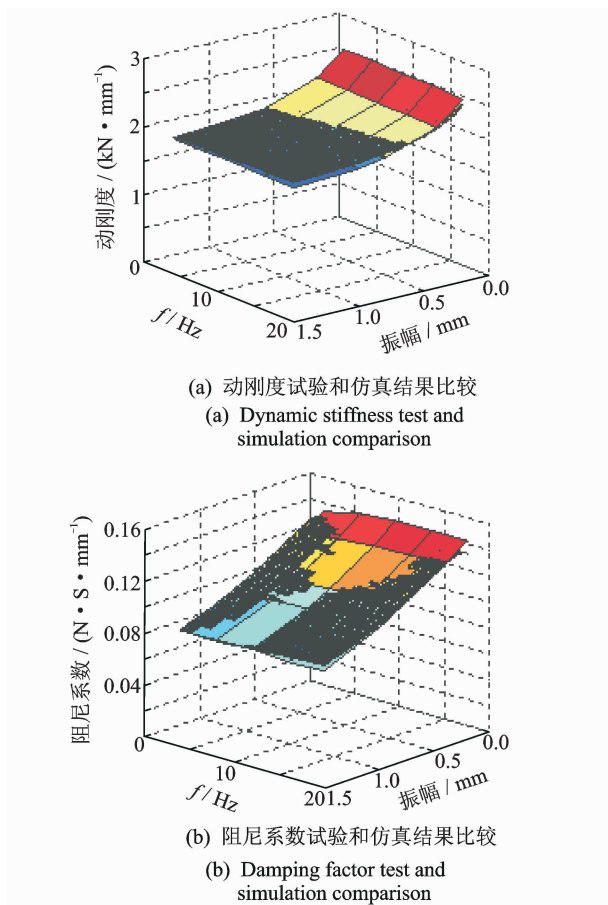 3
2
1
0
动刚度 / (kN·mm⁻¹)
10
20
f / Hz
1.5
1.0
0.5
0.0
振幅 / mm
(a) 动刚度试验和仿真结果比较
(a) Dynamic stiffness test and
simulation comparison
0.16
0.12
0.08
0.04
0
阻尼系数 / (N·S·mm⁻¹)
10
20
f / Hz
1.5
1.0
0.5
0.0
振幅 / mm
(b) 阻尼系数试验和仿真结果比较
(b) Damping factor test and
simulation comparison